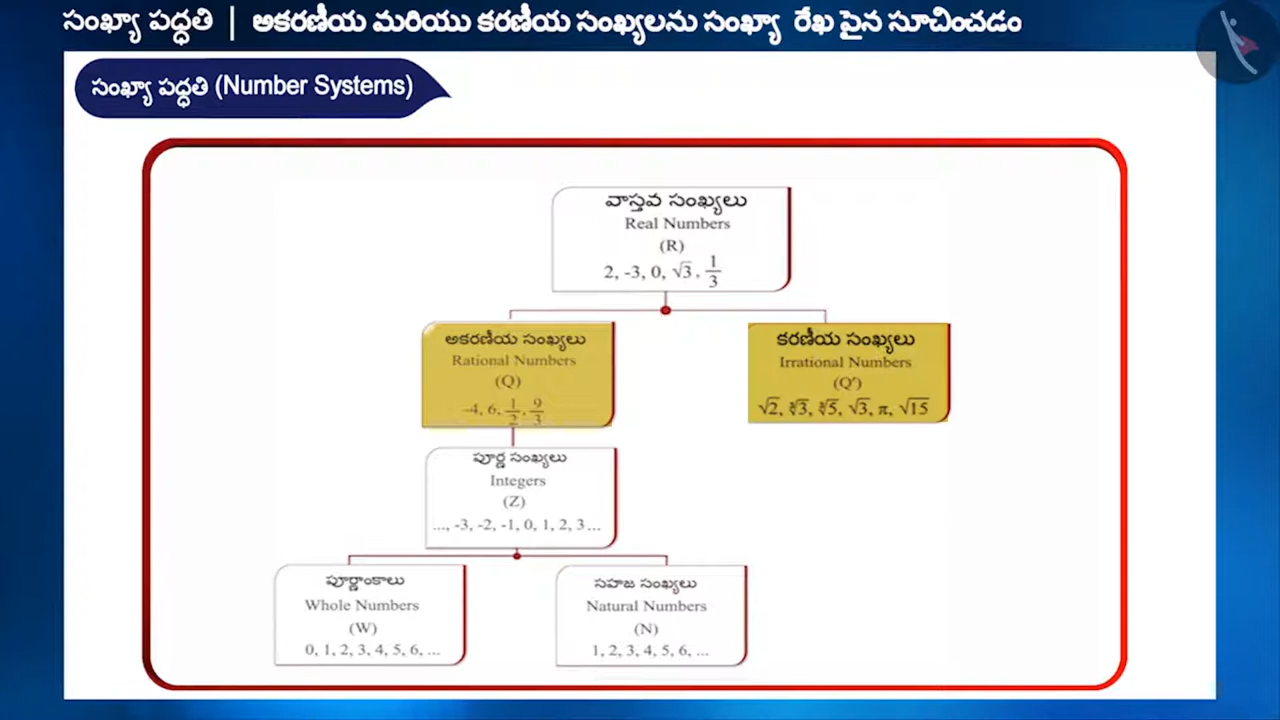 సంఖ్యా పద్ధతి | అకరణీయ మరియు కరణీయ సంఖ్యలను సంఖ్యా రేఖ పైన సూచించడం
సంఖ్యా పద్ధతి (Number Systems)
వాస్తవ సంఖ్యలు
Real Numbers
(R)
2, -3, 0, √3, 1/3
అకరణీయ సంఖ్యలు
Rational Numbers
(Q)
-4, 6, 1/2, 9/3
కరణీయ సంఖ్యలు
Irrational Numbers
(Q')
√2, ∛3, ∛5, √3, π, √15
పూర్ణ సంఖ్యలు
Integers
(Z)
..., -3, -2, -1, 0, 1, 2, 3...
పూర్ణాంకాలు
Whole Numbers
(W)
0, 1, 2, 3, 4, 5, 6, ...
సహజ సంఖ్యలు
Natural Numbers
(N)
1, 2, 3, 4, 5, 6, ...